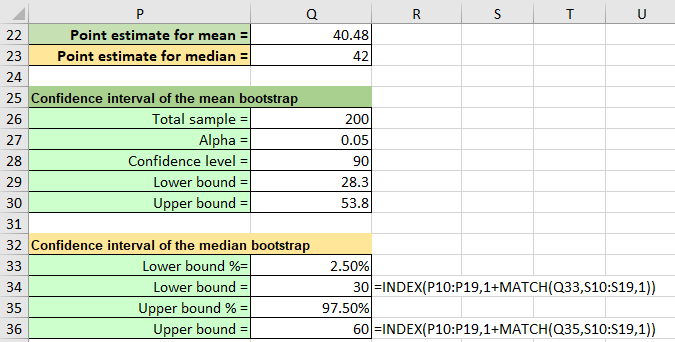 P Q R S T U
22 Point estimate for mean = 40.48
23 Point estimate for median = 42
24
25 Confidence interval of the mean bootstrap
26 Total sample = 200
27 Alpha = 0.05
28 Confidence level = 90
29 Lower bound = 28.3
30 Upper bound = 53.8
31
32 Confidence interval of the median bootstrap
33 Lower bound %= 2.50%
34 Lower bound = 30 =INDEX(P10:P19,1+MATCH(Q33,S10:S19,1))
35 Upper bound % = 97.50%
36 Upper bound = 60 =INDEX(P10:P19,1+MATCH(Q35,S10:S19,1))